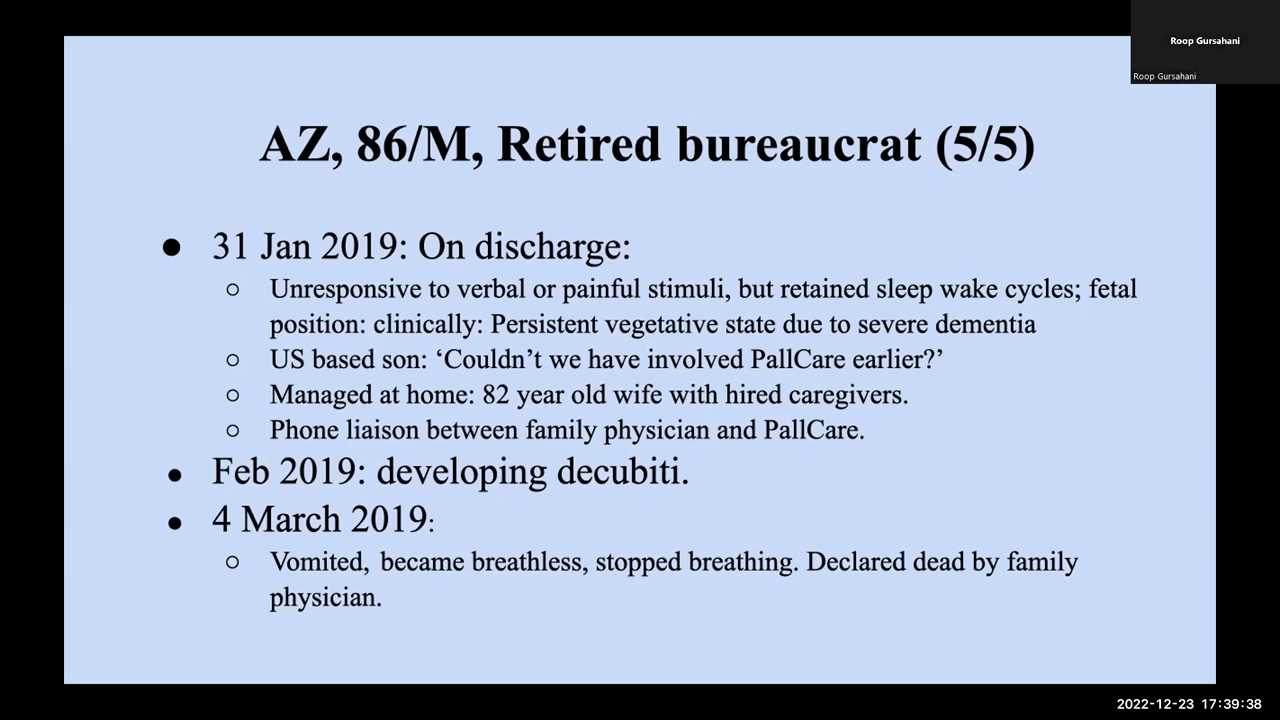 Roop Gursahani
Roop Gursahani
AZ, 86/M, Retired bureaucrat (5/5)
● 31 Jan 2019: On discharge:
○ Unresponsive to verbal or painful stimuli, but retained sleep wake cycles; fetal
position: clinically: Persistent vegetative state due to severe dementia
○ US based son: ‘Couldn’t we have involved PallCare earlier?’
○ Managed at home: 82 year old wife with hired caregivers.
○ Phone liaison between family physician and PallCare.
● Feb 2019: developing decubiti.
● 4 March 2019:
○ Vomited, became breathless, stopped breathing. Declared dead by family
physician.
2022-12-23 17:39:38